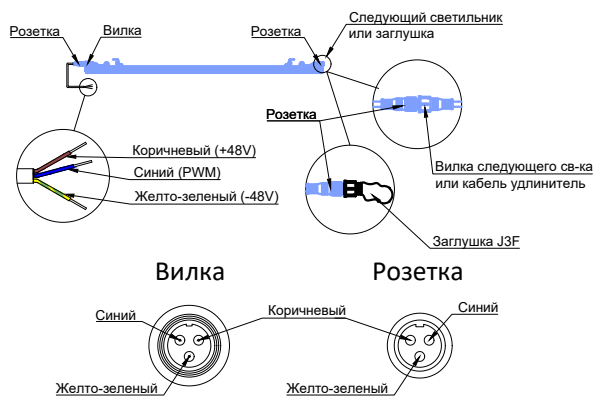 Следующий светильник
или заглушка
Розетка
Вилка
Розетка
Розетка
Коричневый (+48V)
Синий (PWM)
Желто-зеленый (-48V)
Вилка следующего св-ка
или кабель удлинитель
Заглушка J3F
Вилка
Розетка
Синий
Коричневый
Синий
Желто-зеленый
Желто-зеленый